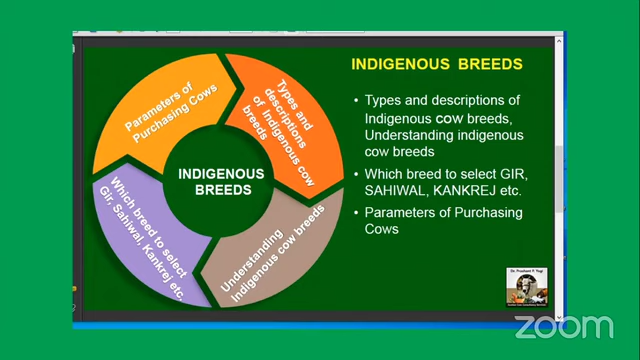 INDIGENOUS BREEDS
Types and descriptions of
Indigenous cow breeds,
Understanding indigenous
cow breeds
Which breed to select GIR,
SAHIWAL, KANKREJ etc.
Parameters of Purchasing
Cows
Parameters of
Purchasing Cows
Types and
descriptions
of Indigenous cow
breeds
INDIGENOUS
BREEDS
Which breed to select
Gir, Sahiwal, Kankrej etc.
Understanding
Indigenous cow breeds
Dr. Prashant P. Yogi
zoom